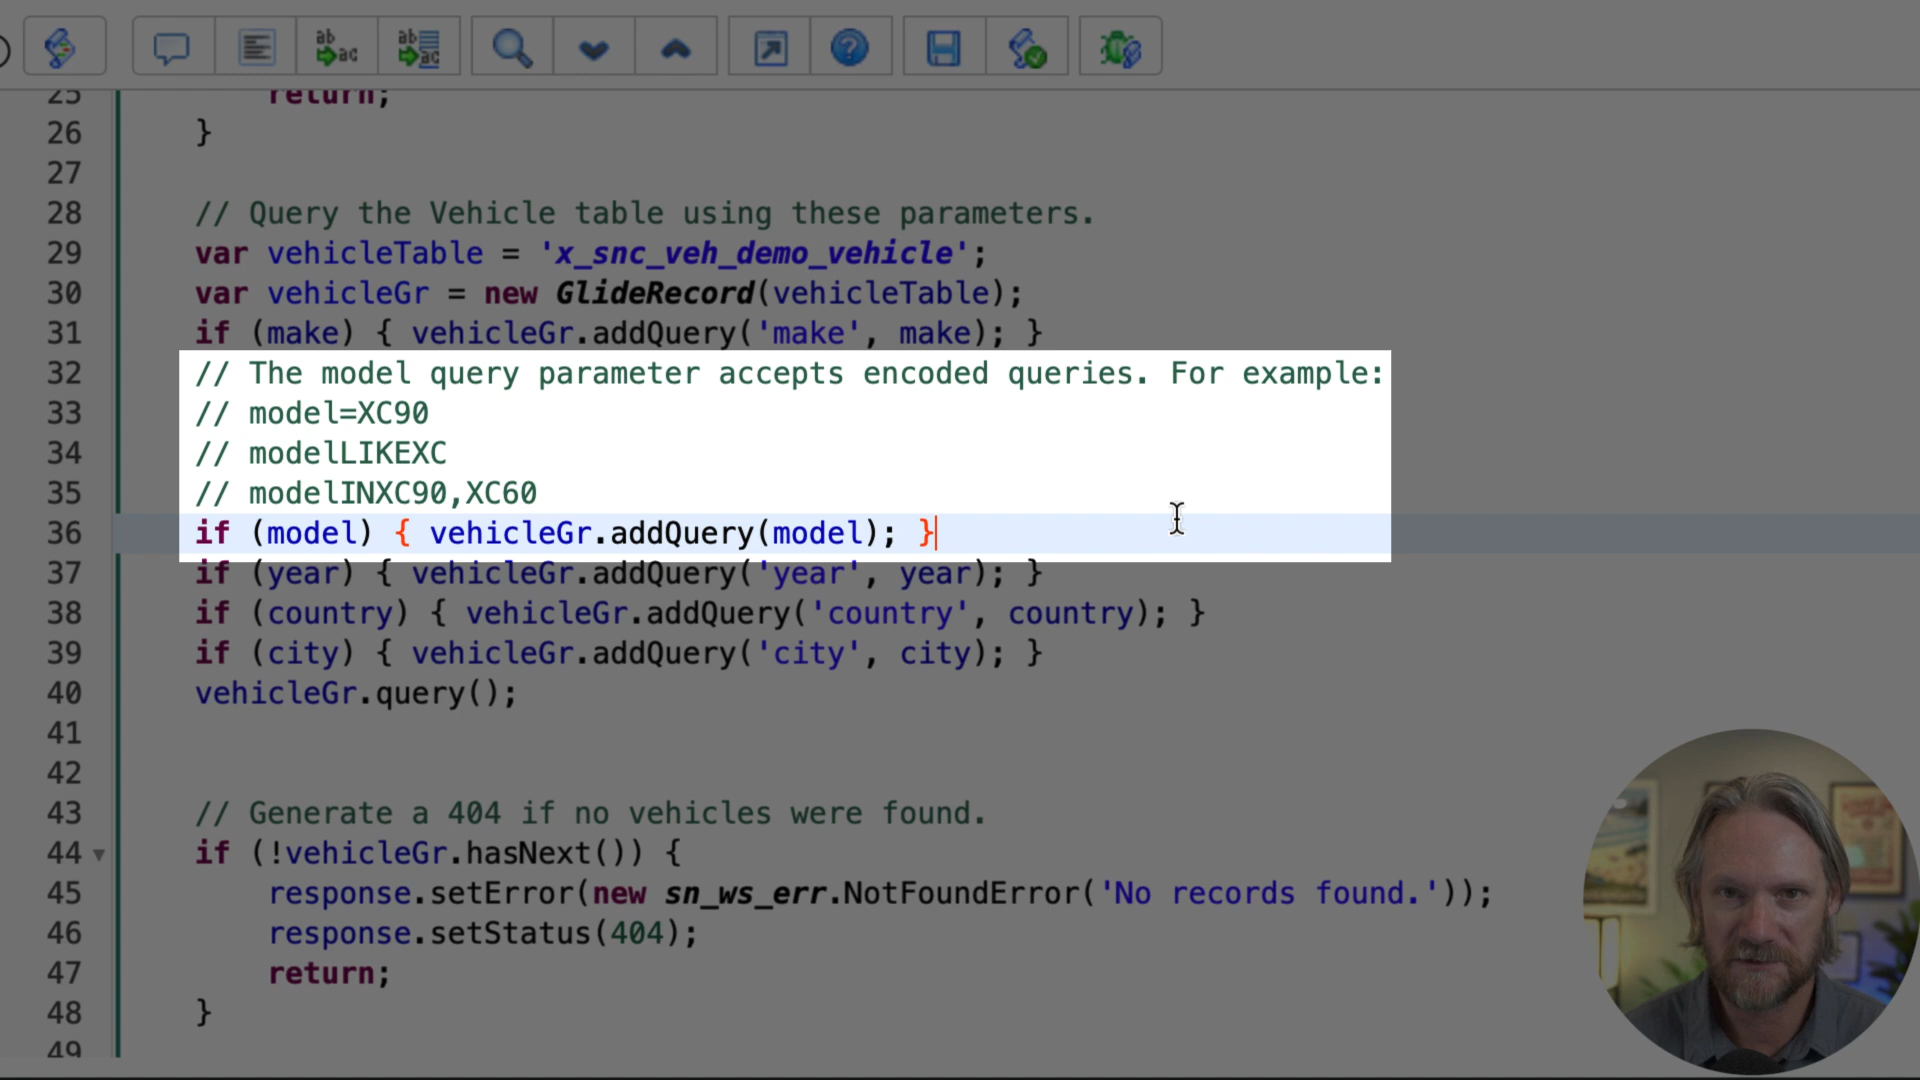 ab
ac
ab
ac
25 return;
26 }
27
28 // Query the Vehicle table using these parameters.
29 var vehicleTable = 'x_snc_veh_demo_vehicle';
30 var vehicleGr = new GlideRecord(vehicleTable);
31 if (make) { vehicleGr.addQuery('make', make); }
32 // The model query parameter accepts encoded queries. For example:
33 // model=XC90
34 // modelLIKEXC
35 // modelINXC90,XC60
36 if (model) { vehicleGr.addQuery(model); }
37 if (year) { vehicleGr.addQuery('year', year); }
38 if (country) { vehicleGr.addQuery('country', country); }
39 if (city) { vehicleGr.addQuery('city', city); }
40 vehicleGr.query();
41
42
43 // Generate a 404 if no vehicles were found.
44 if (!vehicleGr.hasNext()) {
45 response.setError(new sn_ws_err.NotFoundError('No records found.'));
46 response.setStatus(404);
47 return;
48 }
49